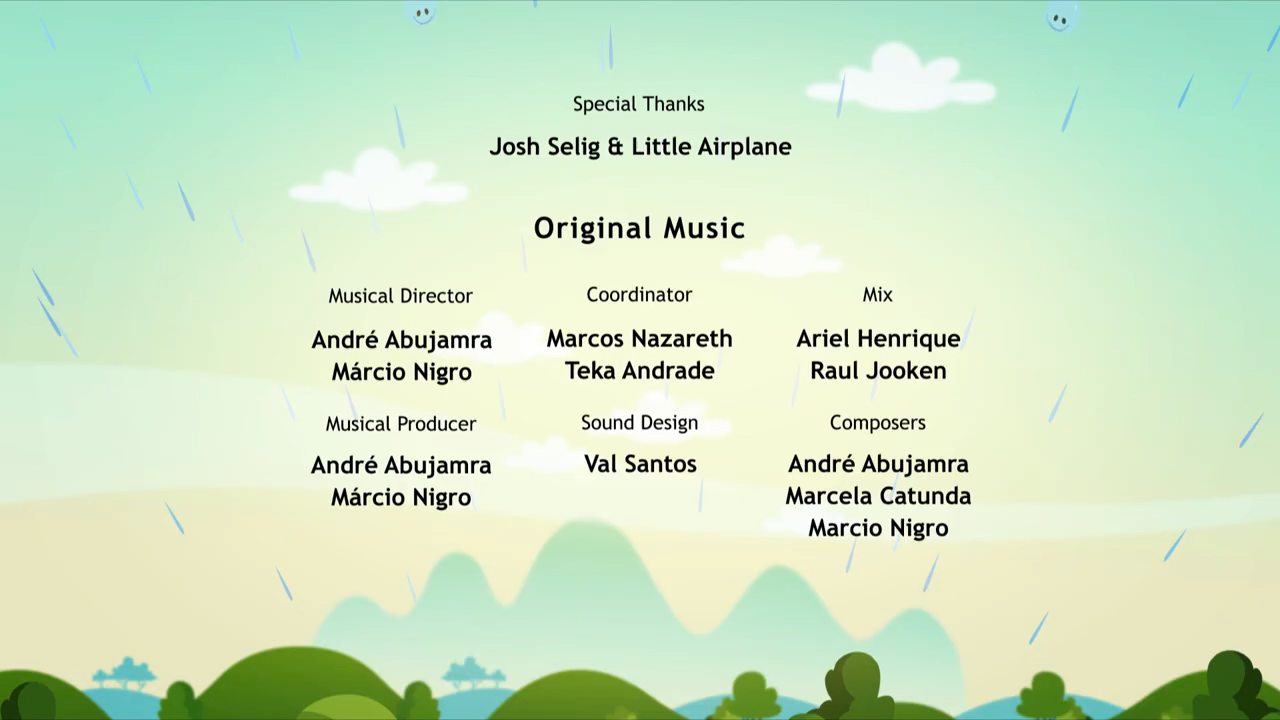 Special Thanks
Josh Selig & Little Airplane
Original Music
Musical Director
André Abujamra
Márcio Nigro
Coordinator
Marcos Nazareth
Teka Andrade
Mix
Ariel Henrique
Raul Jooken
Musical Producer
André Abujamra
Márcio Nigro
Sound Design
Val Santos
Composers
André Abujamra
Marcela Catunda
Marcio Nigro